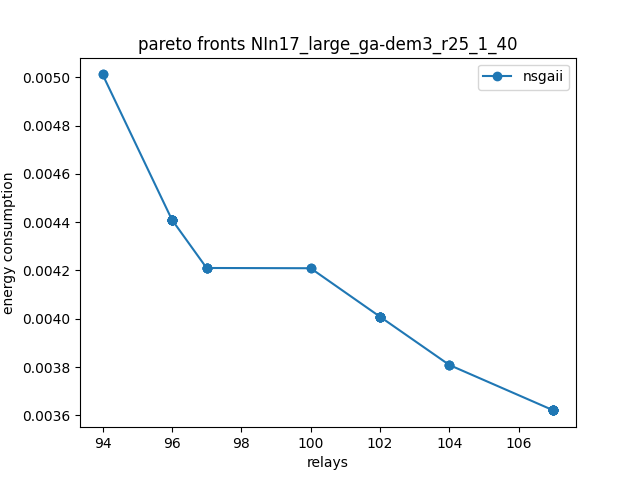 pareto fronts NIn17_large_ga-dem3_r25_1_40
nsgaii
0.0050
0.0048
0.0046
0.0044
0.0042
0.0040
0.0038
0.0036
energy consumption
94 96 98 100 102 104 106
relays